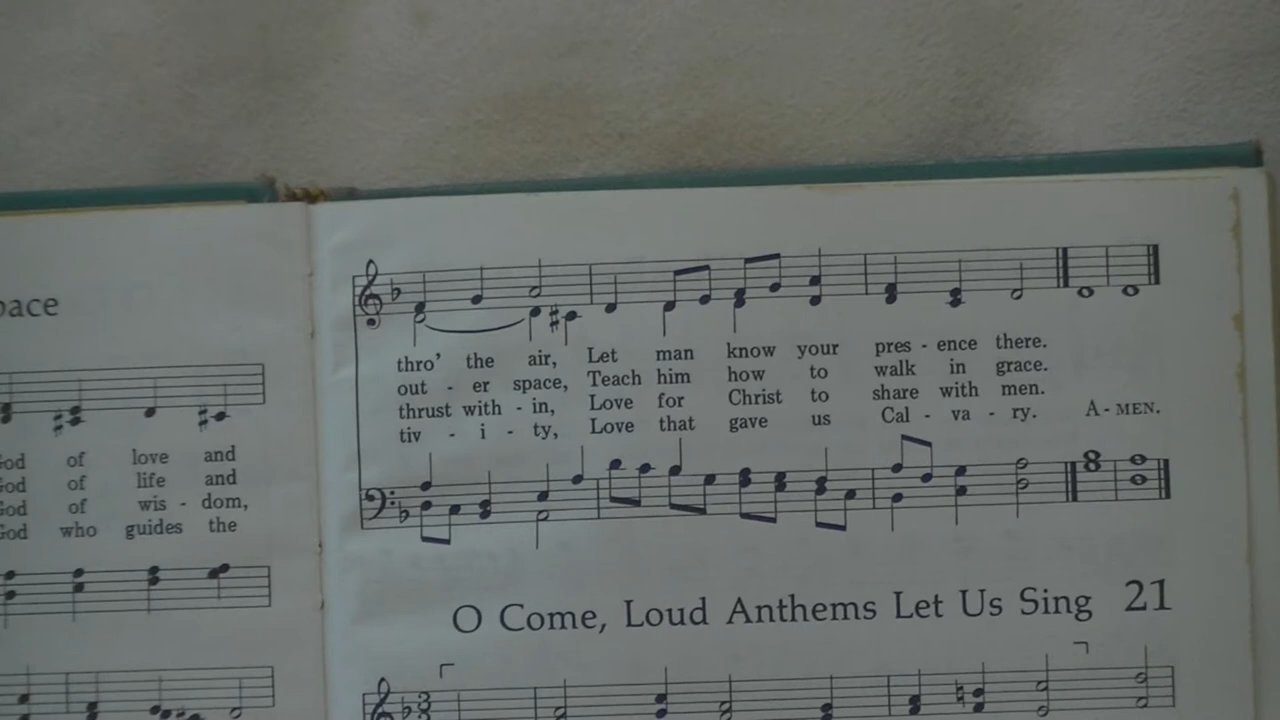 pace
God of love and
God of life and
God of wis - dom,
God who guides the
thro' the air, Let man know your pres - ence there.
out - er space, Teach him how to walk in grace.
thrust with - in, Love for Christ to share with men.
tiv - i - ty, Love that gave us Cal - va - ry. A - MEN.
O Come, Loud Anthems Let Us Sing 21